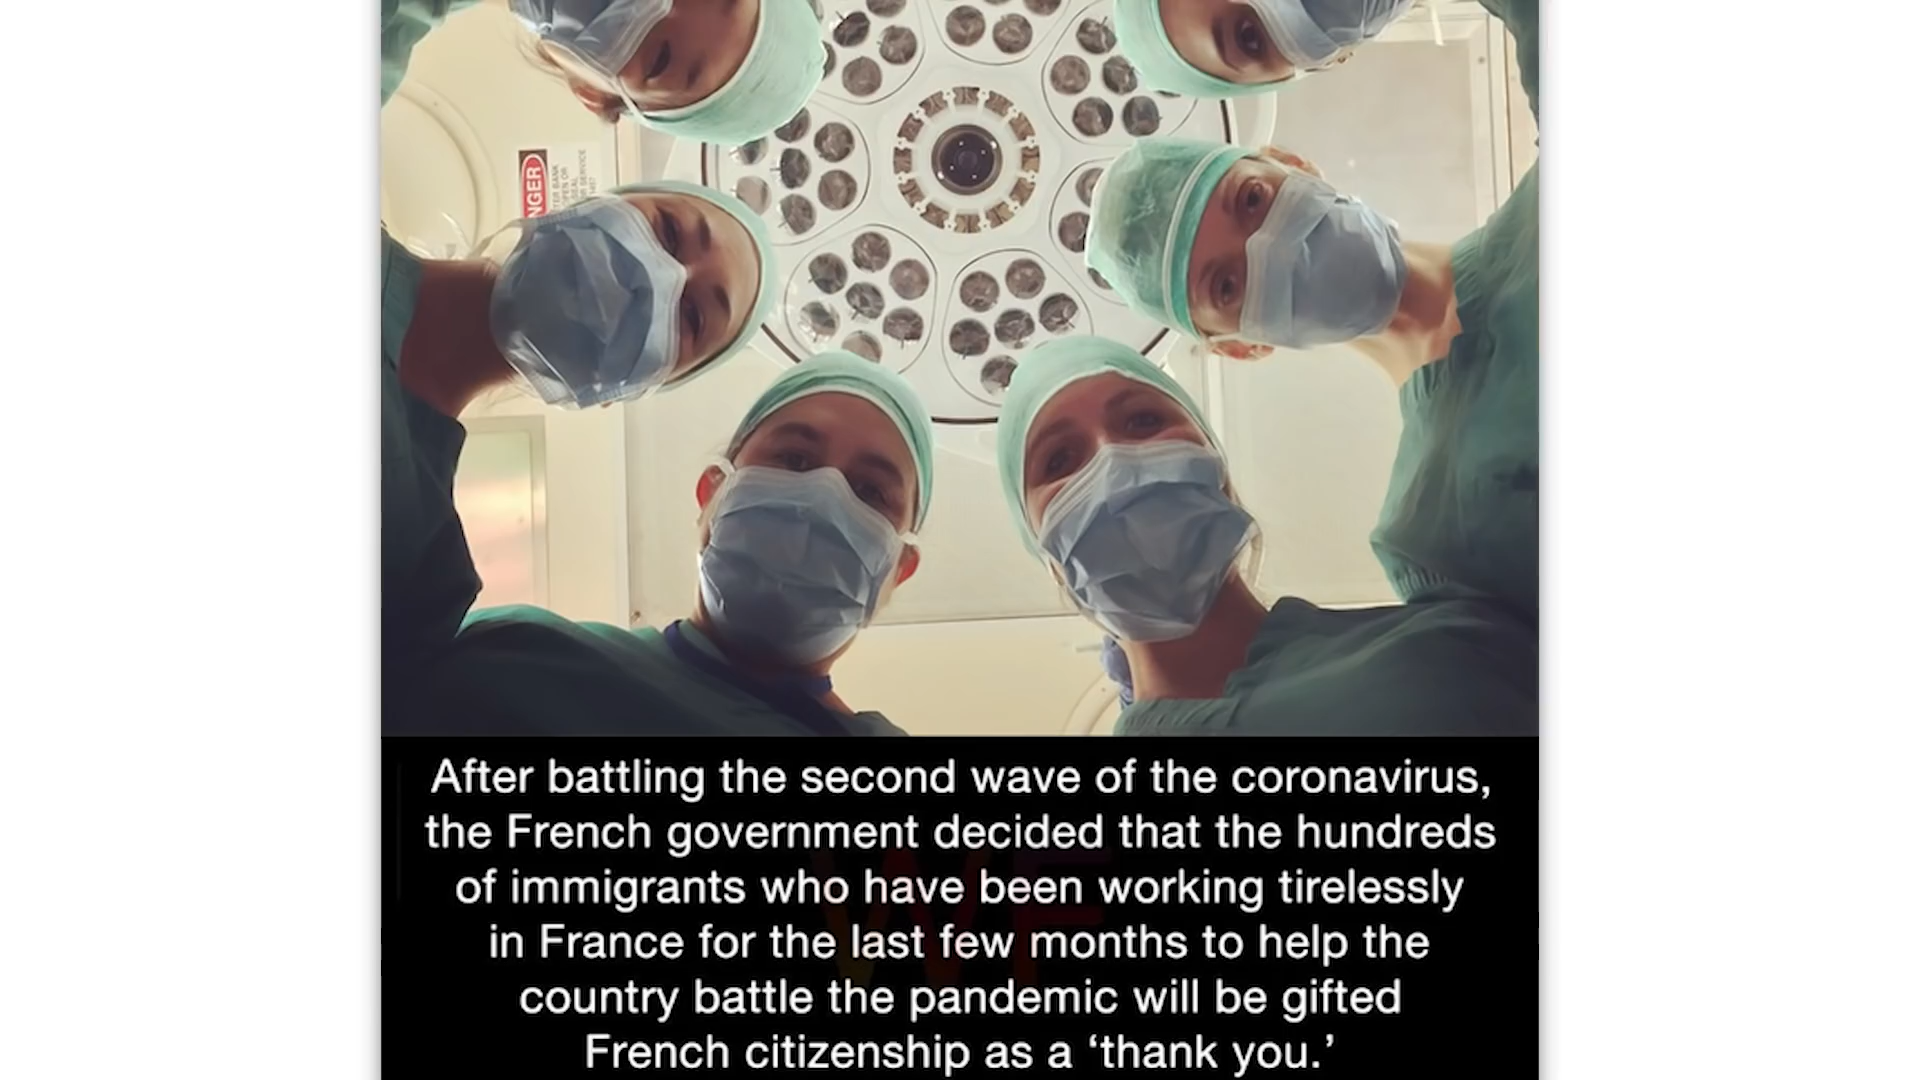 NGER
After battling the second wave of the coronavirus,
the French government decided that the hundreds
of immigrants who have been working tirelessly
in France for the last few months to help the
country battle the pandemic will be gifted
French citizenship as a ‘thank you.’